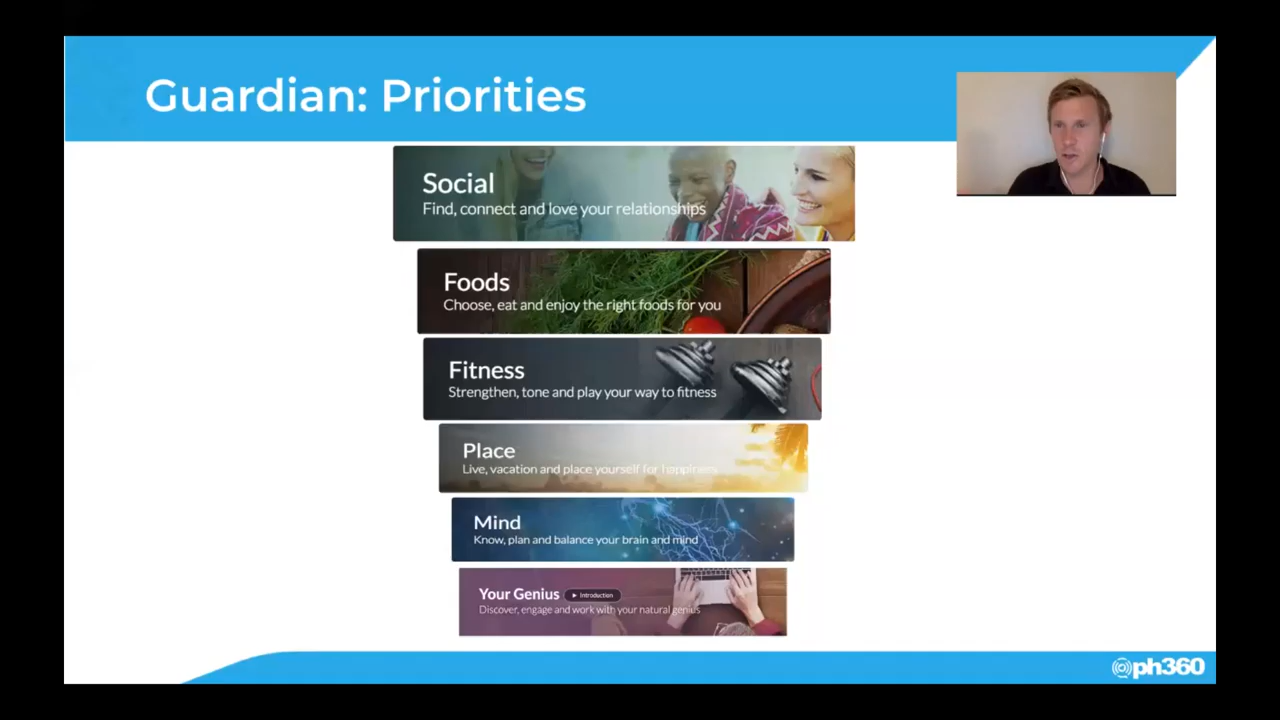 Guardian: Priorities
Social
Find, connect and love your relationships
Foods
Choose, eat and enjoy the right foods for you
Fitness
Strengthen, tone and play your way to fitness
Place
Live, vacation and place yourself for happiness
Mind
Know, plan and balance your brain and mind
Your Genius Introduction
Discover, engage and work with your natural genius
ph360